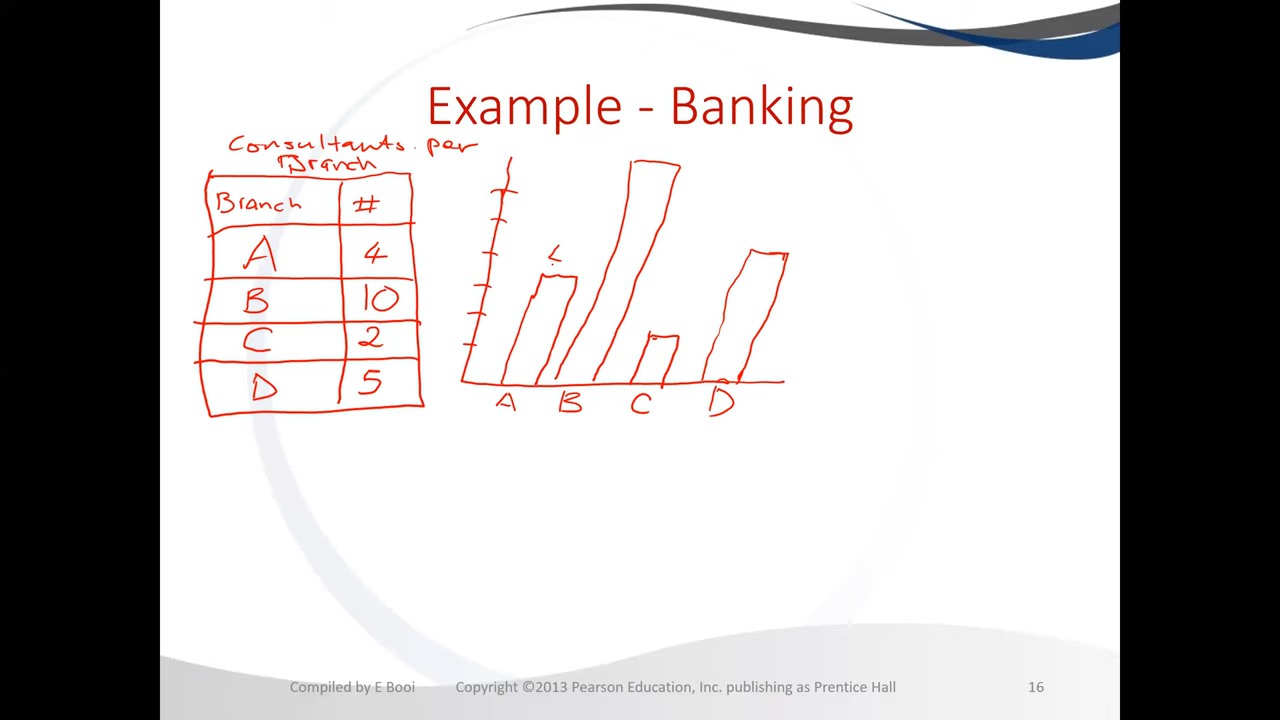 Example - Banking
Consultants per
Branch
Branch #
A 4
B 10
C 2
D 5
A B C D
Compiled by E Booi Copyright ©2013 Pearson Education, Inc. publishing as Prentice Hall 16